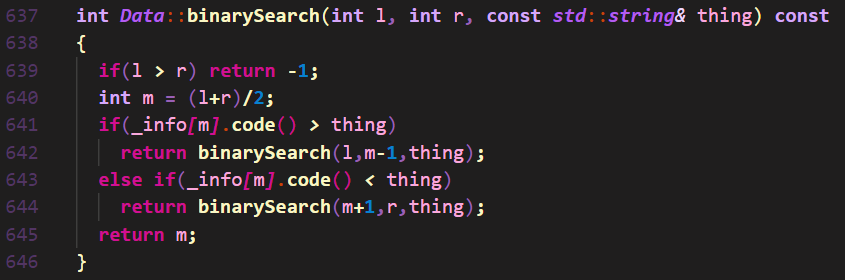 637 int Data::binarySearch(int l, int r, const std::string& thing) const
638 {
639 if(l > r) return -1;
640 int m = (l+r)/2;
641 if(_info[m].code() > thing)
642 return binarySearch(l,m-1,thing);
643 else if(_info[m].code() < thing)
644 return binarySearch(m+1,r,thing);
645 return m;
646 }